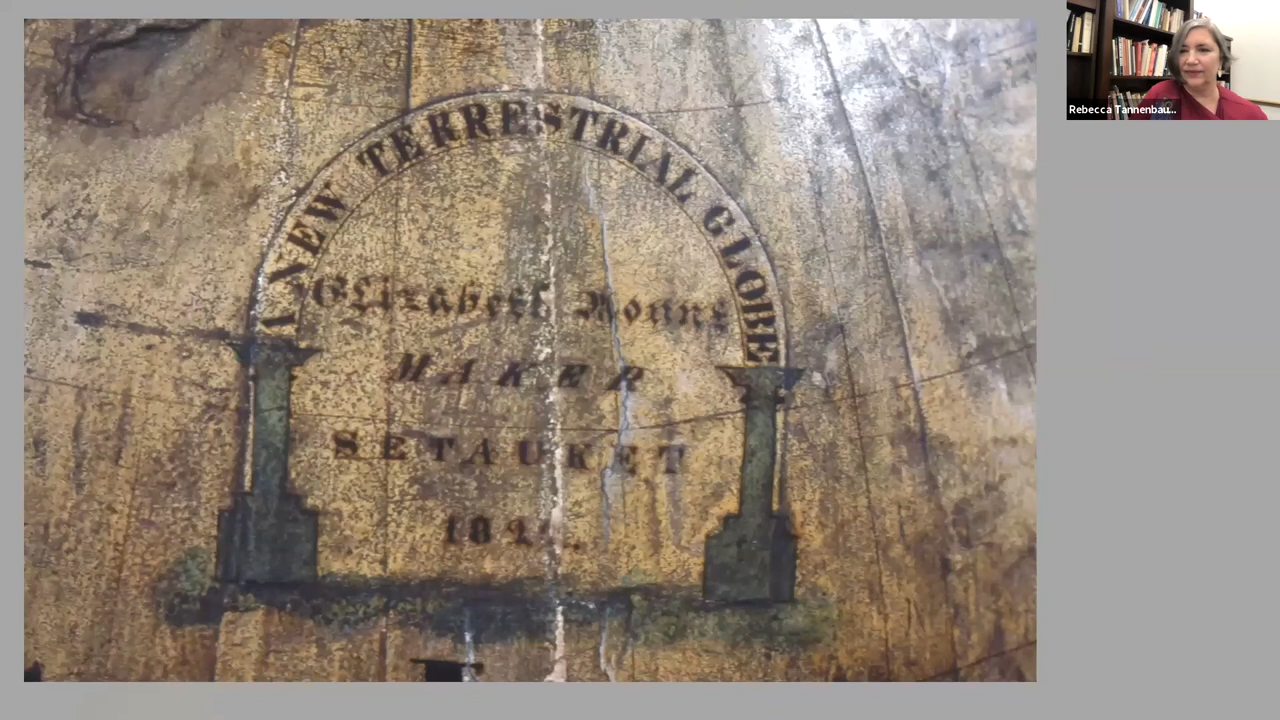 A NEW TERRESTRIAL GLOBE
Elizabeth Mount
MAKER
SETAUKET
Rebecca Tannenbau...